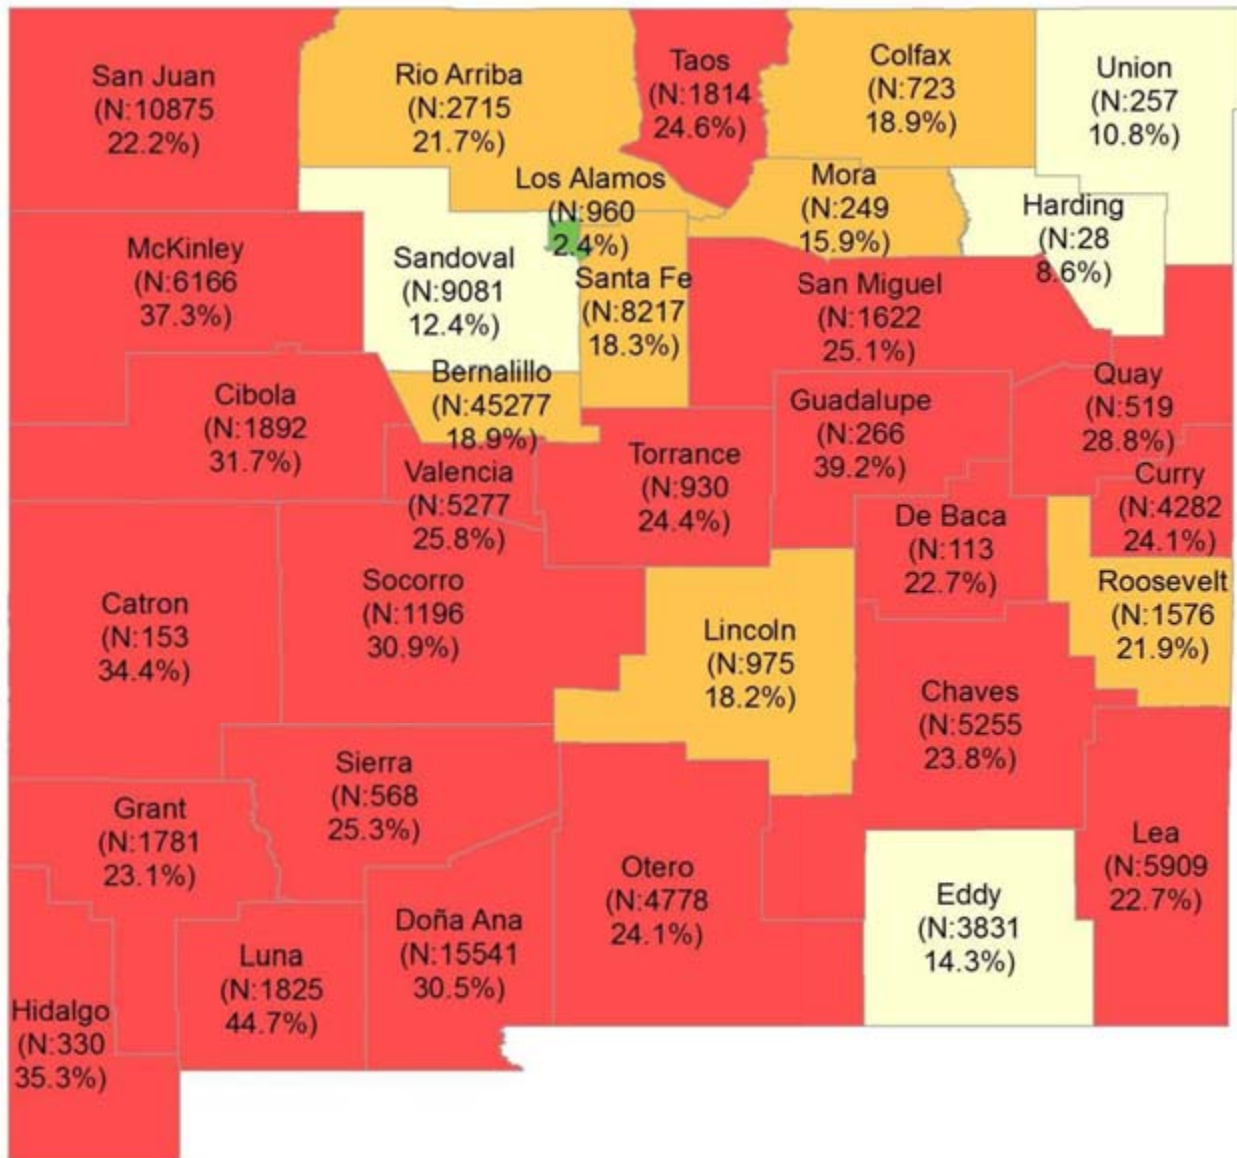 San Juan
(N:10875
22.2%)
Rio Arriba
(N:2715
21.7%)
Taos
(N:1814
24.6%)
Colfax
(N:723
18.9%)
Union
(N:257
10.8%)
Los Alamos
(N:960
2.4%)
Mora
(N:249
15.9%)
Harding
(N:28
8.6%)
McKinley
(N:6166
37.3%)
Sandoval
(N:9081
12.4%)
Santa Fe
(N:8217
18.3%)
San Miguel
(N:1622
25.1%)
Cibola
(N:1892
31.7%)
Bernalillo
(N:45277
18.9%)
Guadalupe
(N:266
39.2%)
Quay
(N:519
28.8%)
Valencia
(N:5277
25.8%)
Torrance
(N:930
24.4%)
Curry
(N:4282
24.1%)
De Baca
(N:113
22.7%)
Catron
(N:153
34.4%)
Socorro
(N:1196
30.9%)
Lincoln
(N:975
18.2%)
Roosevelt
(N:1576
21.9%)
Chaves
(N:5255
23.8%)
Sierra
(N:568
25.3%)
Grant
(N:1781
23.1%)
Otero
(N:4778
24.1%)
Lea
(N:5909
22.7%)
Eddy
(N:3831
14.3%)
Doña Ana
(N:15541
30.5%)
Luna
(N:1825
44.7%)
Hidalgo
(N:330
35.3%)